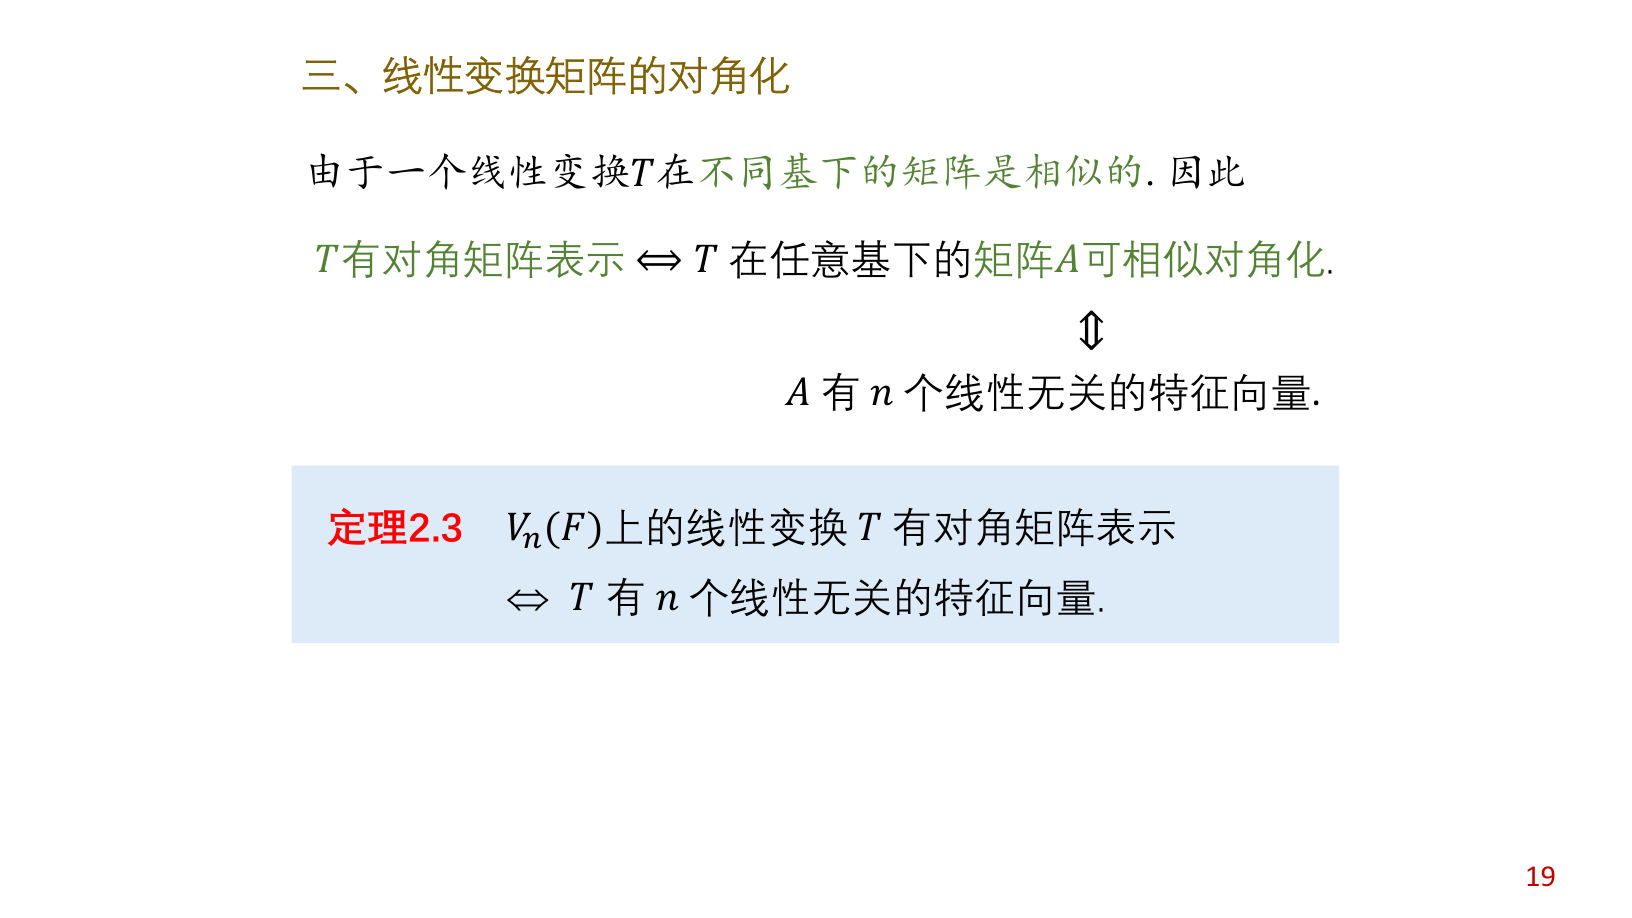 三、线性变换矩阵的对角化
由于一个线性变换T在不同基下的矩阵是相似的. 因此
T有对角矩阵表示 ⇔ T 在任意基下的矩阵A可相似对角化.
⇕
A 有 n 个线性无关的特征向量.
定理2.3 Vₙ(F)上的线性变换 T 有对角矩阵表示
⇔ T 有 n 个线性无关的特征向量.
19